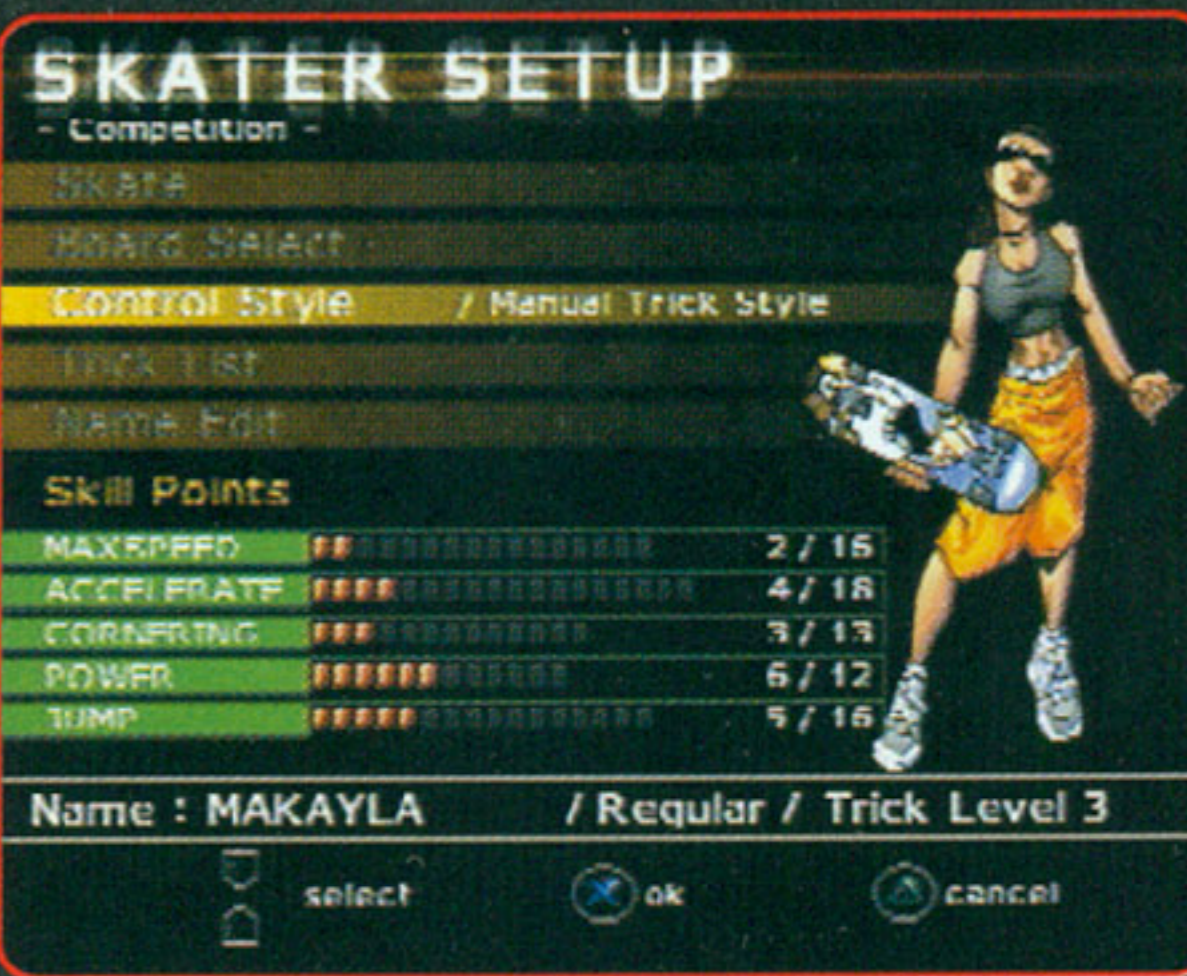 SKATER SETUP
- Competition -
Skate
Board Select
Control Style / Manual Trick Style
Trick List
Name Edit
Skill Points
MAXSPEED 2 / 16
ACCELERATE 4 / 18
CORNERING 3 / 13
POWER 6 / 12
JUMP 5 / 16
Name : MAKAYLA / Regular / Trick Level 3
select ok cancel